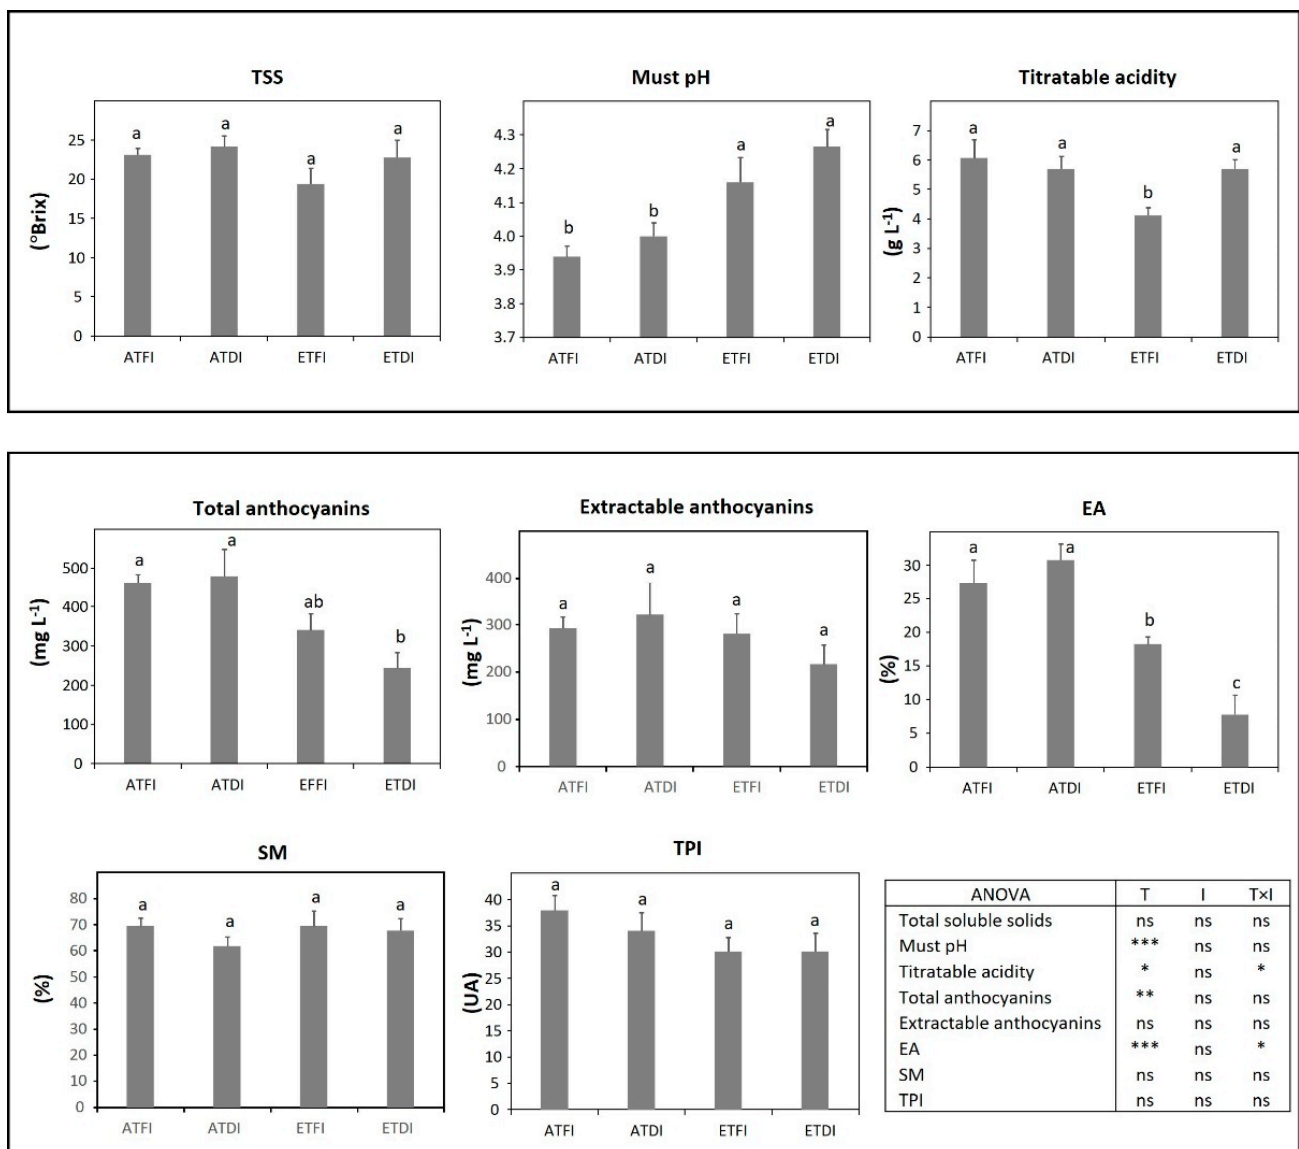 TSS
(°Brix)
25
20
15
10
5
0
a
a
a
a
ATFI ATDI ETFI ETDI
Must pH
4.3
4.2
4.1
4.0
3.9
3.8
3.7
b
b
a
a
ATFI ATDI ETFI ETDI
Titratable acidity
(g L-1)
7
6
5
4
3
2
1
0
a
a
b
a
ATFI ATDI ETFI ETDI
Total anthocyanins
(mg L-1)
500
400
300
200
100
0
a
a
ab
b
ATFI ATDI EFFI ETDI
Extractable anthocyanins
(mg L-1)
400
300
200
100
0
a
a
a
a
ATFI ATDI ETFI ETDI
EA
(%)
30
25
20
15
10
5
0
a
a
b
c
ATFI ATDI ETFI ETDI
SM
(%)
80
70
60
50
40
30
20
10
0
a
a
a
a
ATFI ATDI ETFI ETDI
TPI
(UA)
40
35
30
25
20
15
10
5
0
a
a
a
a
ATFI ATDI ETFI ETDI
ANOVA T I T×I
Total soluble solids ns ns ns
Must pH *** ns ns
Titratable acidity * ns *
Total anthocyanins ** ns ns
Extractable anthocyanins ns ns ns
EA *** ns *
SM ns ns ns
TPI ns ns ns